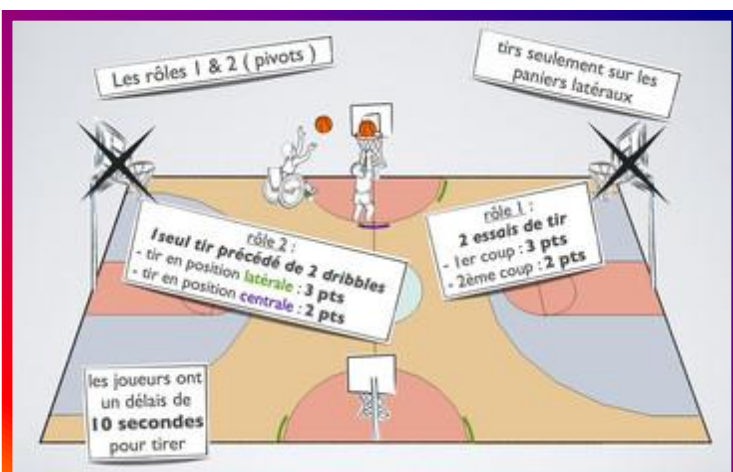 Les rôles 1 & 2 ( pivots )
tirs seulement sur les
paniers latéraux
rôle 2 :
1seul tir précédé de 2 dribbles
- tir en position latérale : 3 pts
- tir en position centrale : 2 pts
rôle 1 :
2 essais de tir
- 1er coup : 3 pts
- 2ème coup : 2 pts
les joueurs ont
un délais de
10 secondes
pour tirer